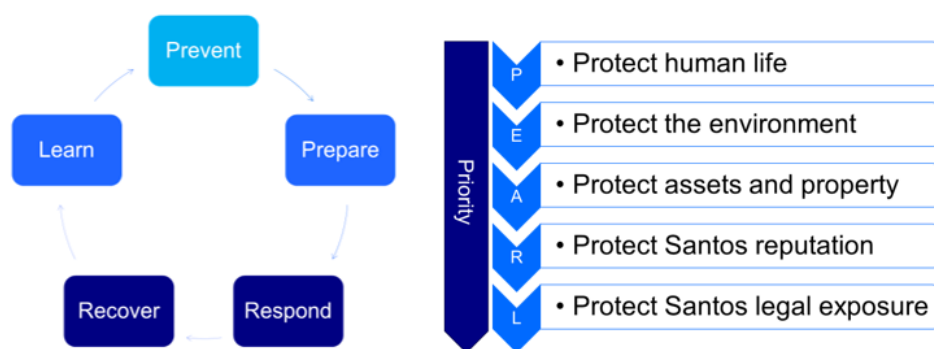 Prevent
Prepare
Respond
Recover
Learn
Priority
P
• Protect human life
E
• Protect the environment
A
• Protect assets and property
R
• Protect Santos reputation
L
• Protect Santos legal exposure